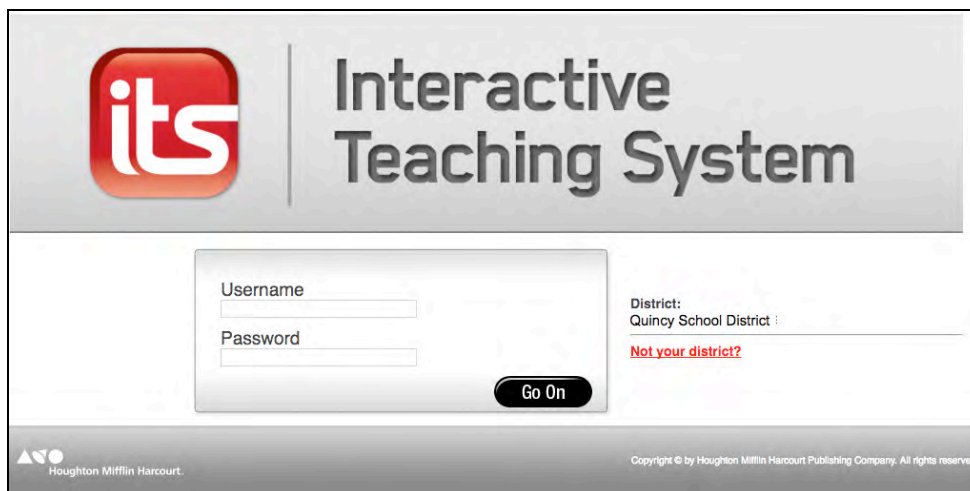 its
Interactive
Teaching System
Username
Password
Go On
District:
Quincy School District
Not your district?
Houghton Mifflin Harcourt.
Copyright © by Houghton Mifflin Harcourt Publishing Company. All rights reserve